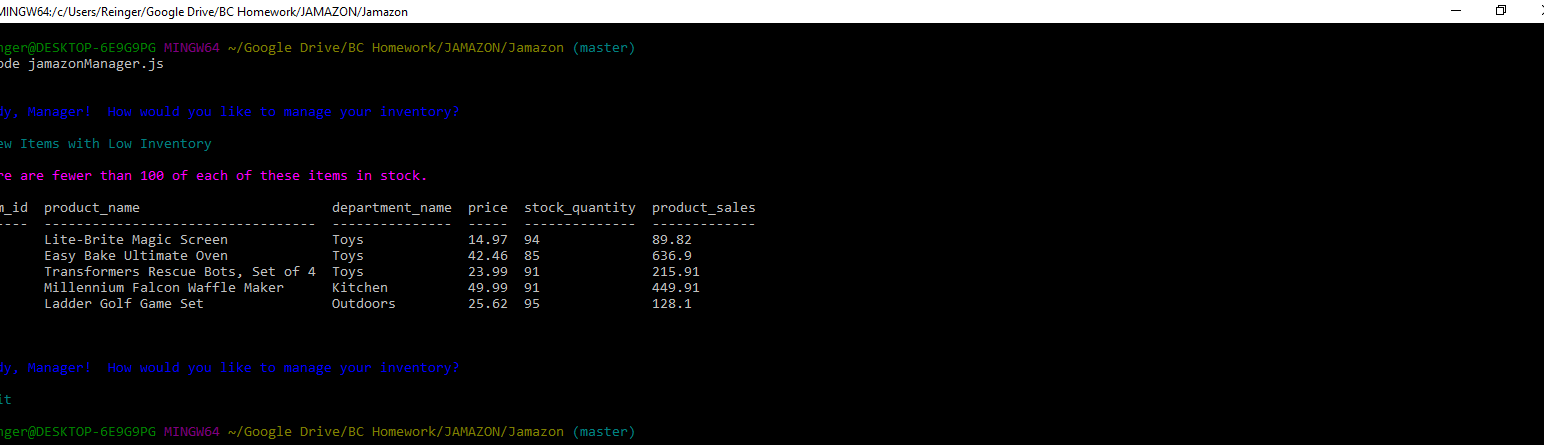 MINGW64:/c/Users/Reinger/Google Drive/BC Homework/JAMAZON/Jamazon
nger@DESKTOP-6E9G9PG MINGW64 ~/Google Drive/BC Homework/JAMAZON/Jamazon (master)
ode jamazonManager.js
dy, Manager!  How would you like to manage your inventory?
ew Items with Low Inventory
re are fewer than 100 of each of these items in stock.
m_id  product_name                        department_name  price  stock_quantity  product_sales
----  ----------------------------------  ---------------  -----  --------------  -------------
Lite-Brite Magic Screen             Toys             14.97  94              89.82
Easy Bake Ultimate Oven             Toys             42.46  85              636.9
Transformers Rescue Bots, Set of 4  Toys             23.99  91              215.91
Millennium Falcon Waffle Maker      Kitchen          49.99  91              449.91
Ladder Golf Game Set                Outdoors         25.62  95              128.1
dy, Manager!  How would you like to manage your inventory?
it
nger@DESKTOP-6E9G9PG MINGW64 ~/Google Drive/BC Homework/JAMAZON/Jamazon (master)